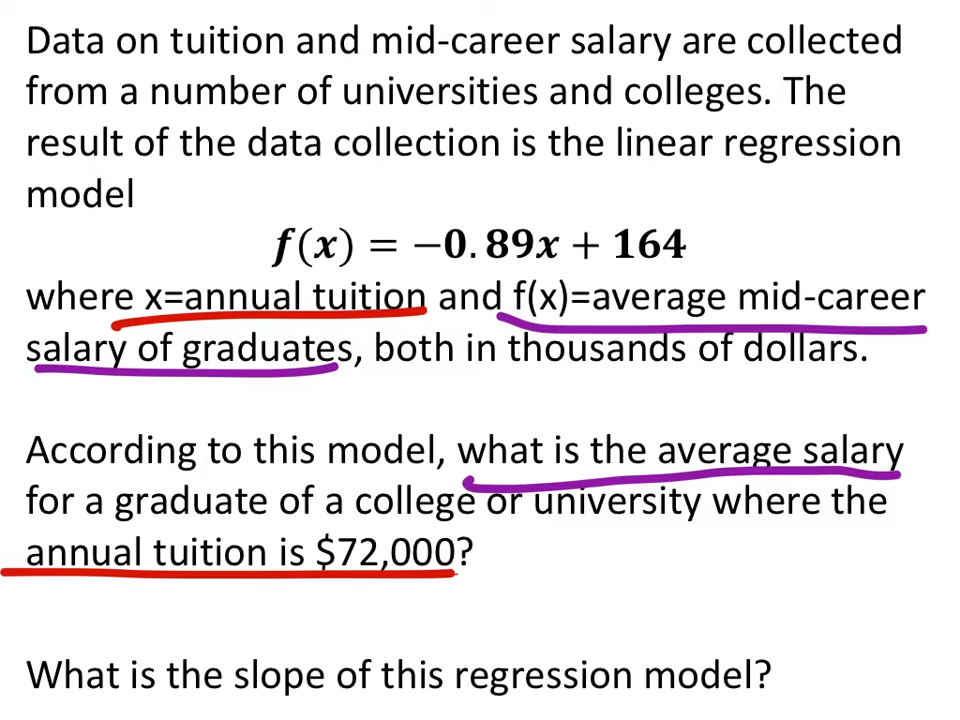 Data on tuition and mid-career salary are collected
from a number of universities and colleges. The
result of the data collection is the linear regression
model
f(x) = −0.89x + 164
where x=annual tuition and f(x)=average mid-career
salary of graduates, both in thousands of dollars.
According to this model, what is the average salary
for a graduate of a college or university where the
annual tuition is $72,000?
What is the slope of this regression model?